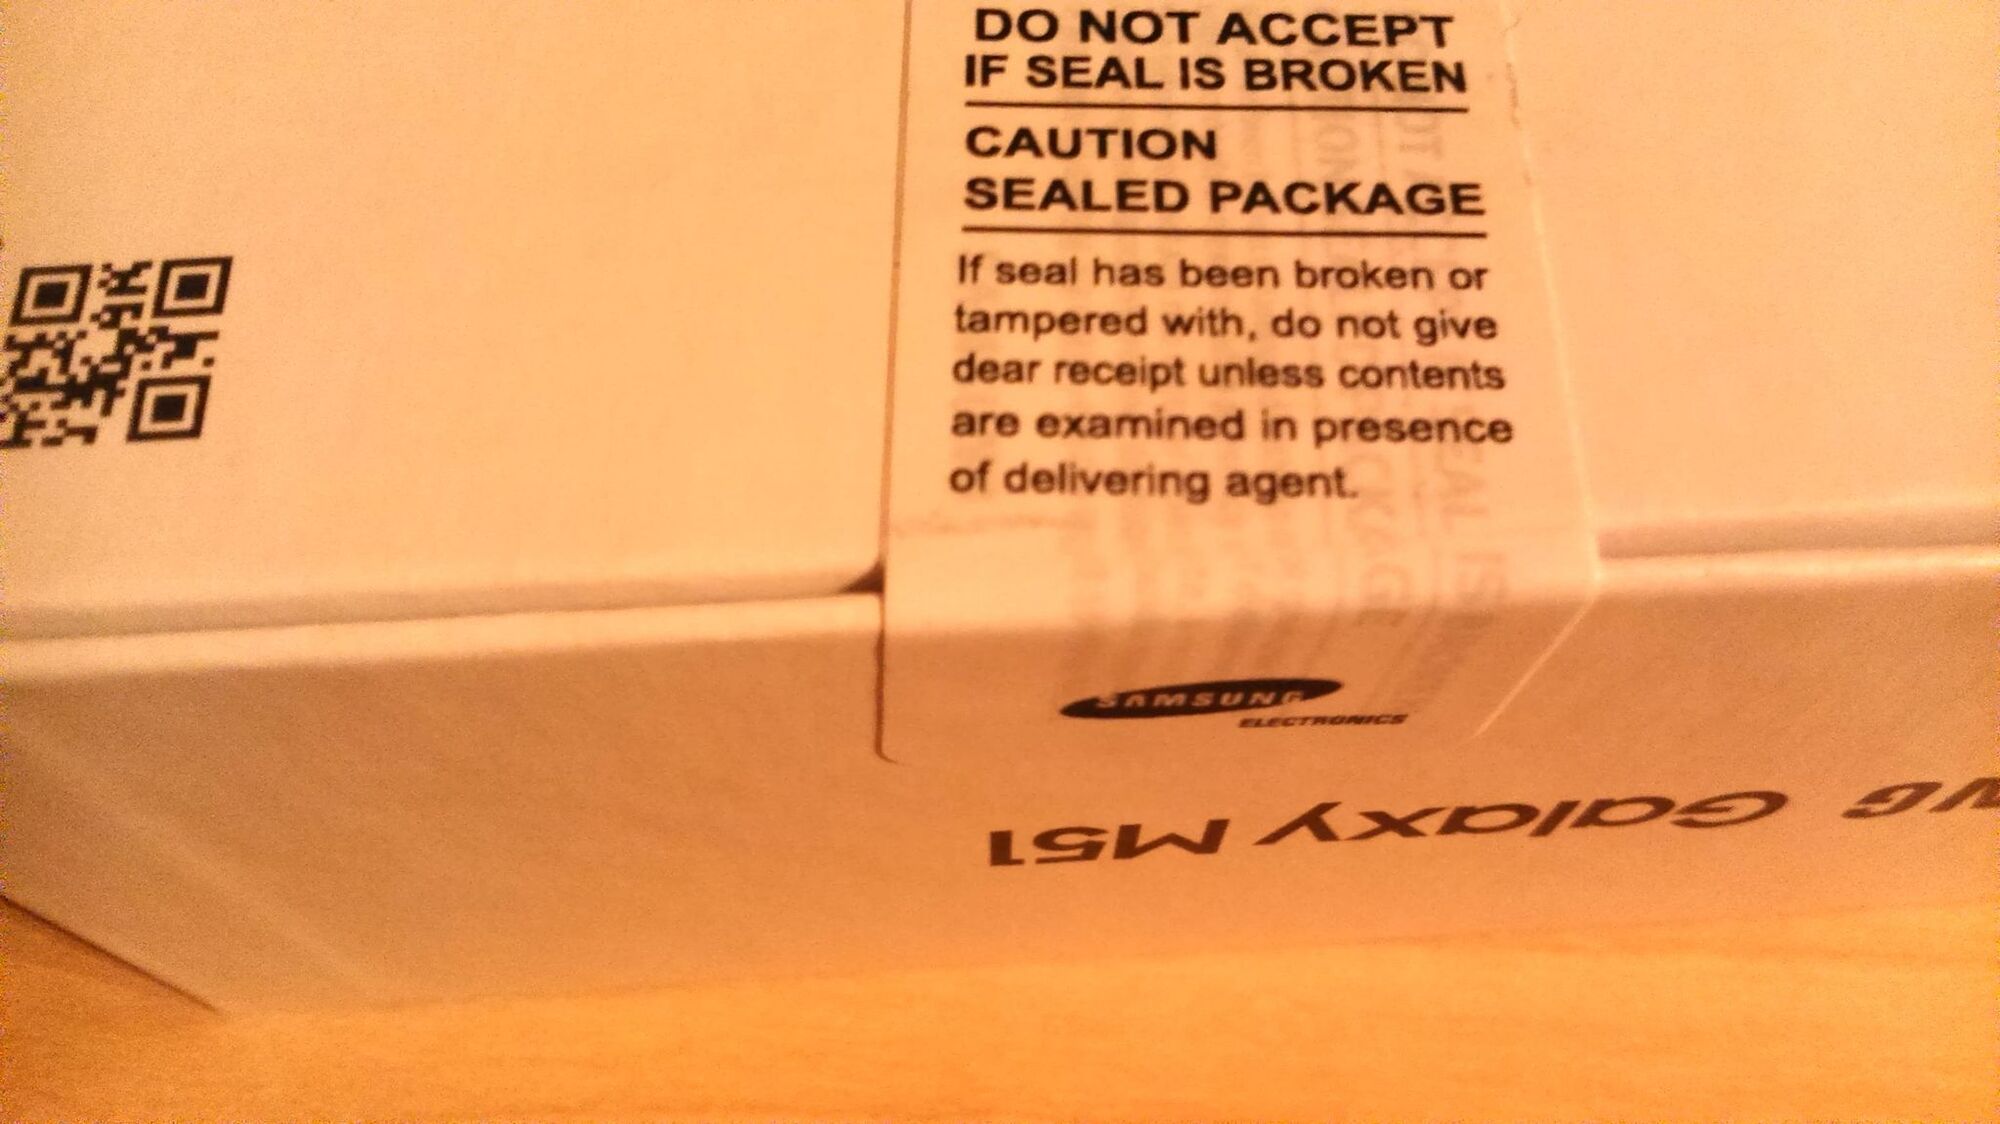 DO NOT ACCEPT
IF SEAL IS BROKEN
CAUTION
SEALED PACKAGE
If seal has been broken or
tampered with, do not give
dear receipt unless contents
are examined in presence
of delivering agent.
SAMSUNG
ELECTRONICS
NG Galaxy M51